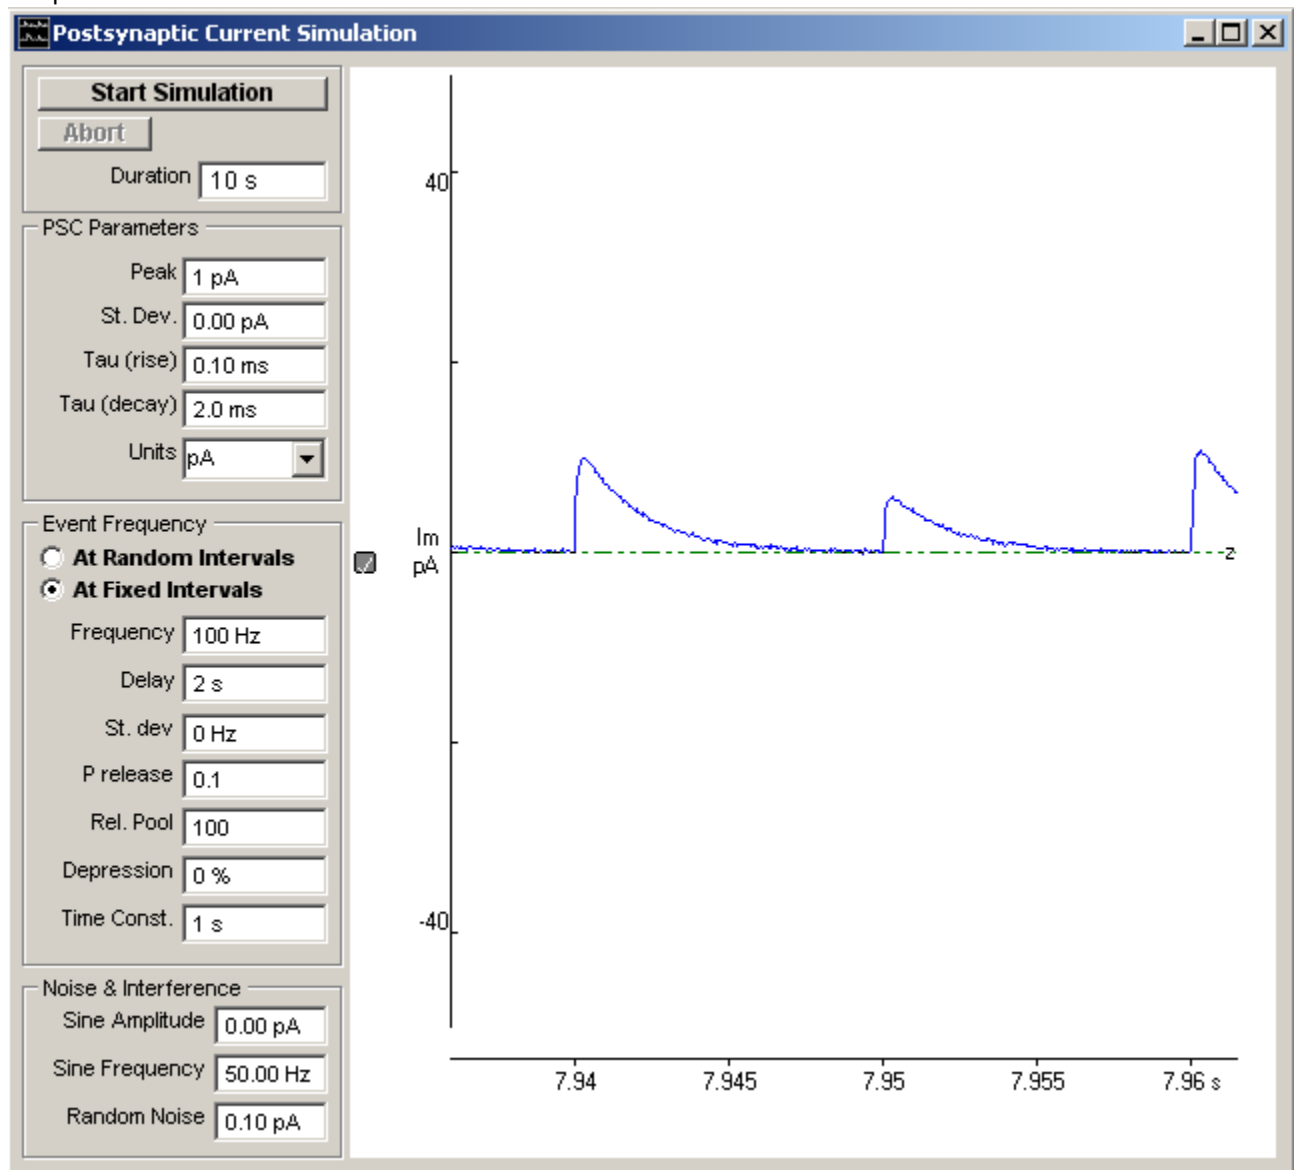 Postsynaptic Current Simulation
Start Simulation
Abort
Duration 10 s
PSC Parameters
Peak 1 pA
St. Dev. 0.00 pA
Tau (rise) 0.10 ms
Tau (decay) 2.0 ms
Units pA
Event Frequency
At Random Intervals
At Fixed Intervals
Frequency 100 Hz
Delay 2 s
St. dev 0 Hz
P release 0.1
Rel. Pool 100
Depression 0 %
Time Const. 1 s
Noise & Interference
Sine Amplitude 0.00 pA
Sine Frequency 50.00 Hz
Random Noise 0.10 pA
40
Im
pA
z
-40
7.94 7.945 7.95 7.955 7.96 s